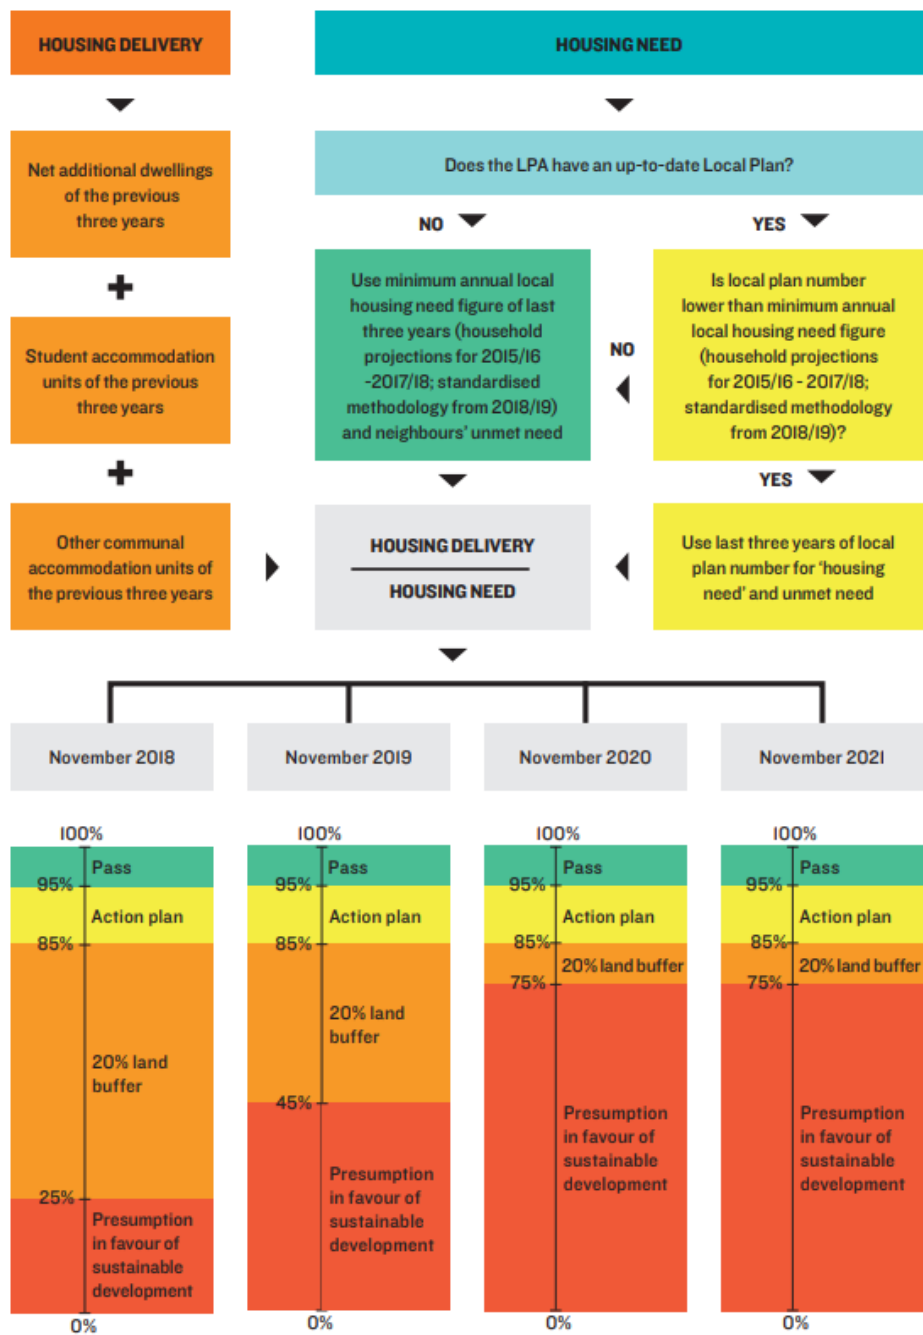 HOUSING DELIVERY
HOUSING NEED
Does the LPA have an up-to-date Local Plan?
Net additional dwellings
of the previous
three years
NO
YES
Use minimum annual local
housing need figure of last
three years (household
projections for 2015/16
-2017/18; standardised
methodology from 2018/19)
and neighbours' unmet need
NO
Is local plan number
lower than minimum annual
local housing need figure
(household projections
for 2015/16 - 2017/18;
standardised methodology
from 2018/19)?
Student accommodation
units of the previous
three years
YES
Other communal
accommodation units of
the previous three years
HOUSING DELIVERY
HOUSING NEED
Use last three years of local
plan number for ‘housing
need’ and unmet need
November 2018
November 2019
November 2020
November 2021
100%
Pass
95%
Action plan
85%
20% land
buffer
25%
Presumption
in favour of
sustainable
development
0%
100%
Pass
95%
Action plan
85%
20% land
buffer
45%
Presumption
in favour of
sustainable
development
0%
100%
Pass
95%
Action plan
85%
20% land buffer
75%
Presumption
in favour of
sustainable
development
0%
100%
Pass
95%
Action plan
85%
20% land buffer
75%
Presumption
in favour of
sustainable
development
0%